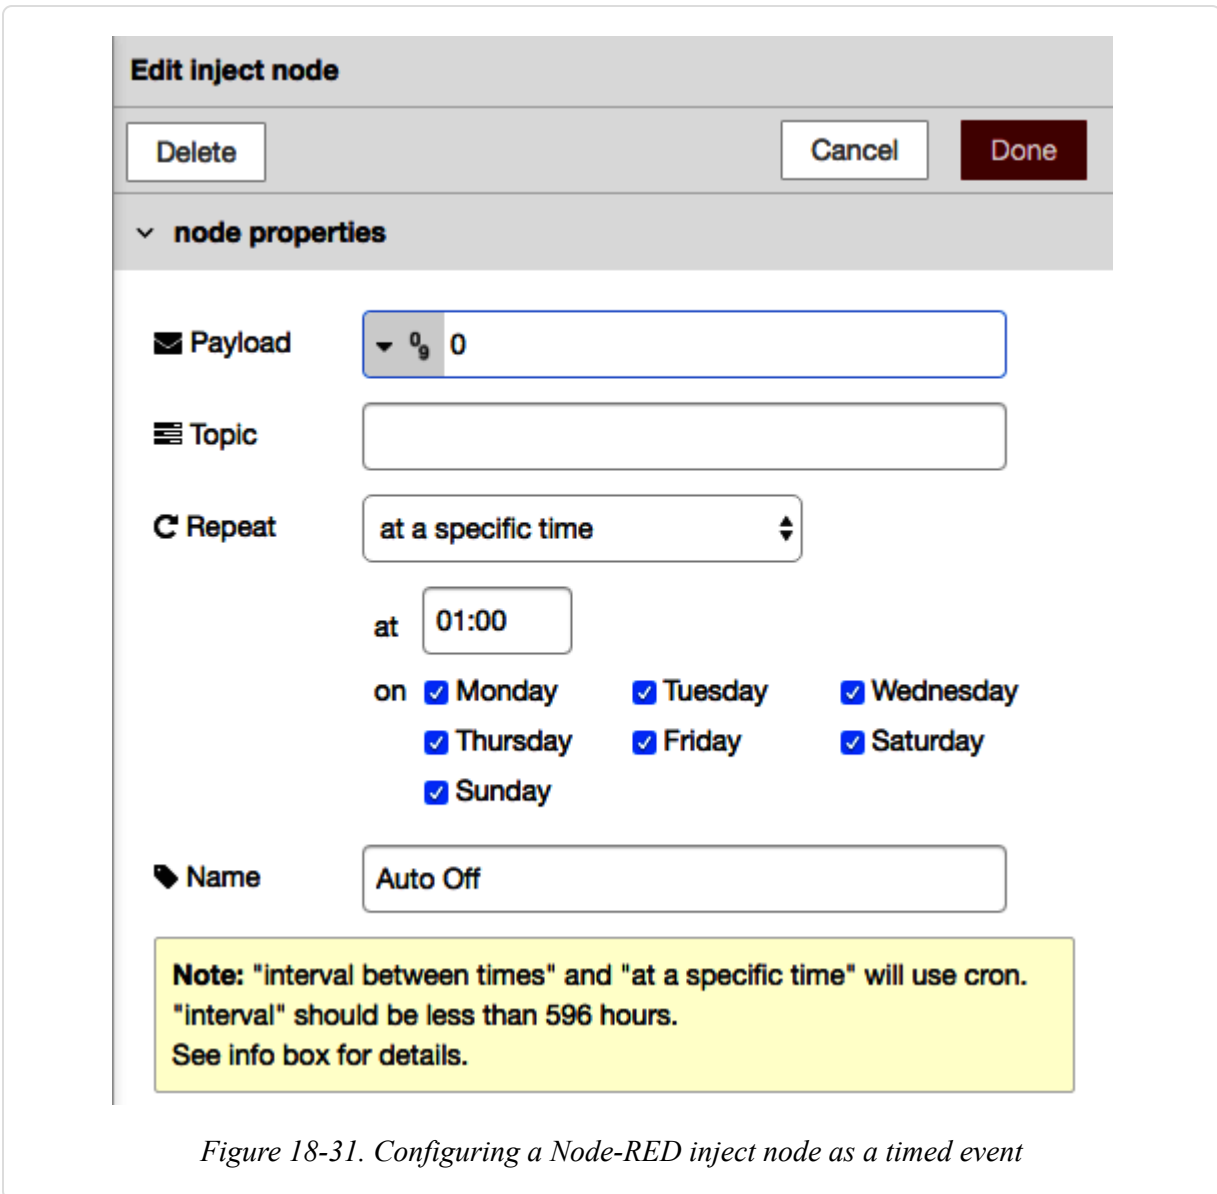 Edit inject node
Delete Cancel Done
node properties
Payload 0 9 0
Topic
Repeat at a specific time
at 01:00
on Monday Tuesday Wednesday
Thursday Friday Saturday
Sunday
Name Auto Off
Note: "interval between times" and "at a specific time" will use cron.
"interval" should be less than 596 hours.
See info box for details.
Figure 18-31. Configuring a Node-RED inject node as a timed event